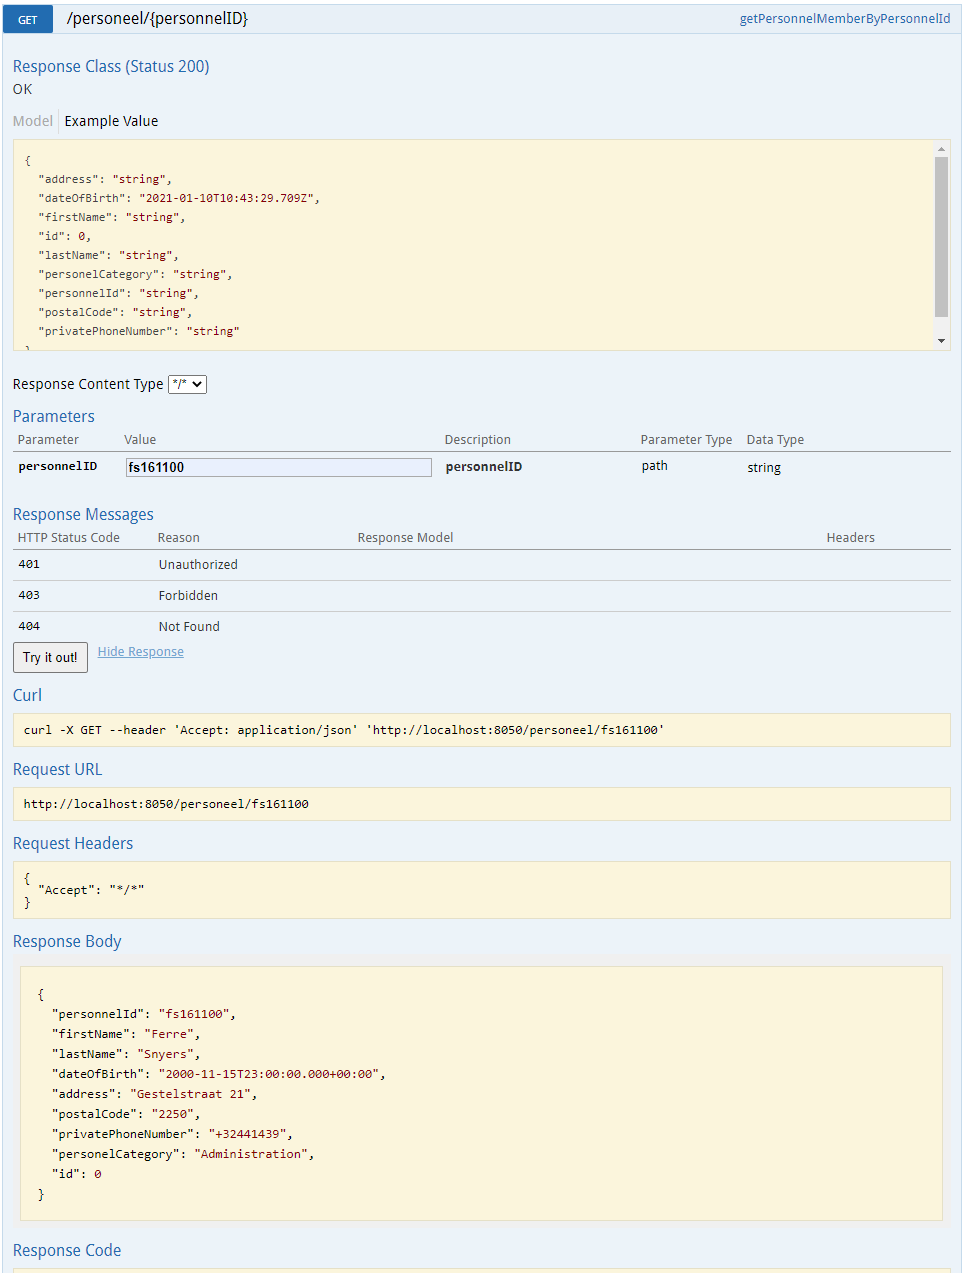 GET /personeel/{personnelID} getPersonnelMemberByPersonnelId
Response Class (Status 200)
OK
Model Example Value
{
"address": "string",
"dateOfBirth": "2021-01-10T10:43:29.709Z",
"firstName": "string",
"id": 0,
"lastName": "string",
"personelCategory": "string",
"personnelId": "string",
"postalCode": "string",
"privatePhoneNumber": "string"
}
Response Content Type */*
Parameters
Parameter Value Description Parameter Type Data Type
personnelID fs161100 personnelID path string
Response Messages
HTTP Status Code Reason Response Model Headers
401 Unauthorized
403 Forbidden
404 Not Found
Try it out! Hide Response
Curl
curl -X GET --header 'Accept: application/json' 'http://localhost:8050/personeel/fs161100'
Request URL
http://localhost:8050/personeel/fs161100
Request Headers
{
"Accept": "*/*"
}
Response Body
{
"personnelId": "fs161100",
"firstName": "Ferre",
"lastName": "Snyers",
"dateOfBirth": "2000-11-15T23:00:00.000+00:00",
"address": "Gestelstraat 21",
"postalCode": "2250",
"privatePhoneNumber": "+32441439",
"personelCategory": "Administration",
"id": 0
}
Response Code